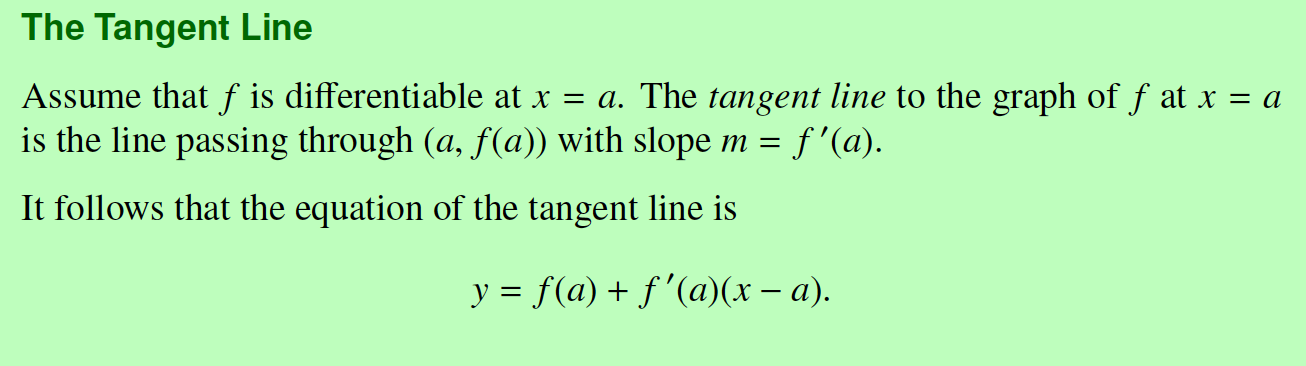 The Tangent Line
Assume that f is differentiable at x = a. The tangent line to the graph of f at x = a
is the line passing through (a, f(a)) with slope m = f ′(a).
It follows that the equation of the tangent line is
y = f(a) + f ′(a)(x − a).